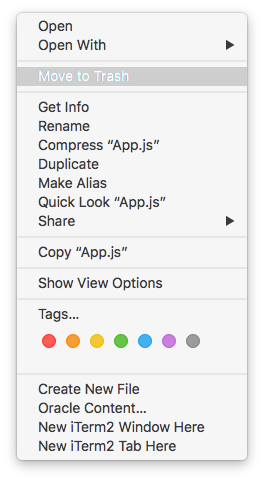 Open
Open With
Move to Trash
Get Info
Rename
Compress “App.js”
Duplicate
Make Alias
Quick Look “App.js”
Share
Copy “App.js”
Show View Options
Tags...
Create New File
Oracle Content...
New iTerm2 Window Here
New iTerm2 Tab Here